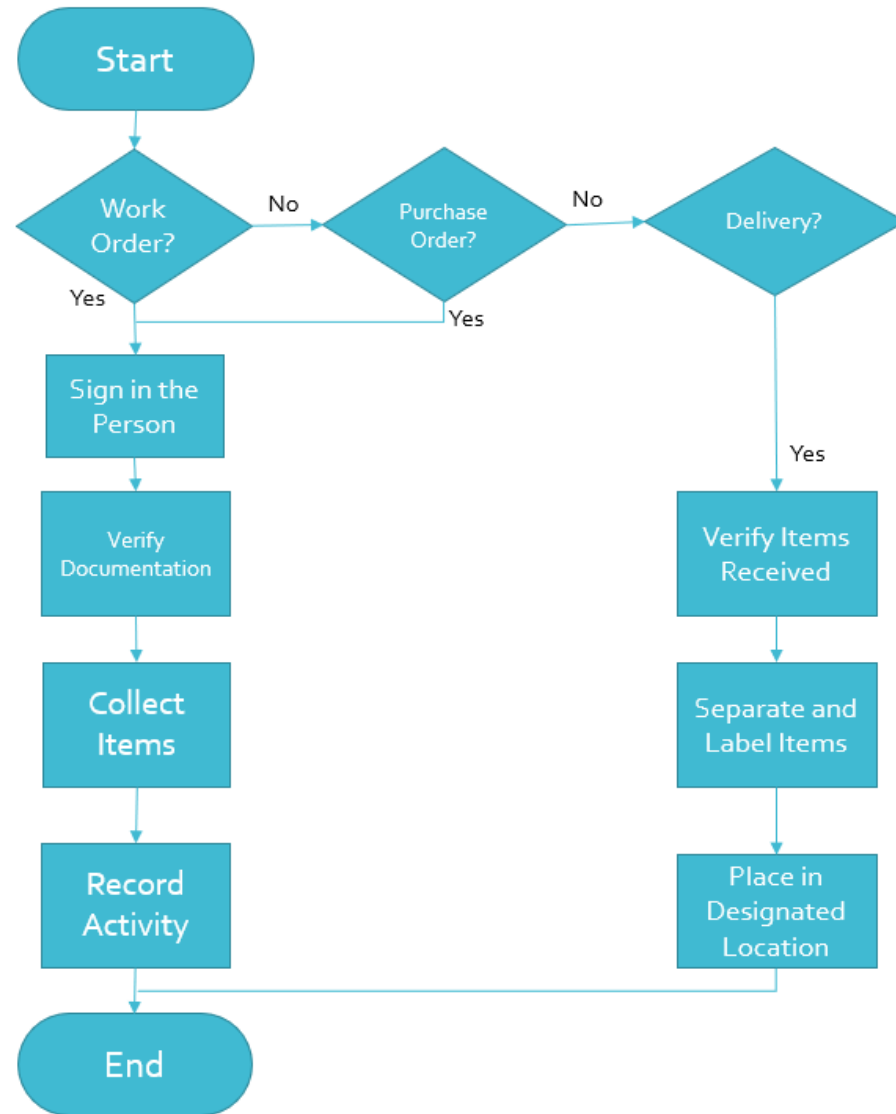 Start
Work
Order?
No
Purchase
Order?
No
Delivery?
Yes
Yes
Sign in the
Person
Yes
Verify
Documentation
Verify Items
Received
Collect
Items
Separate and
Label Items
Record
Activity
Place in
Designated
Location
End